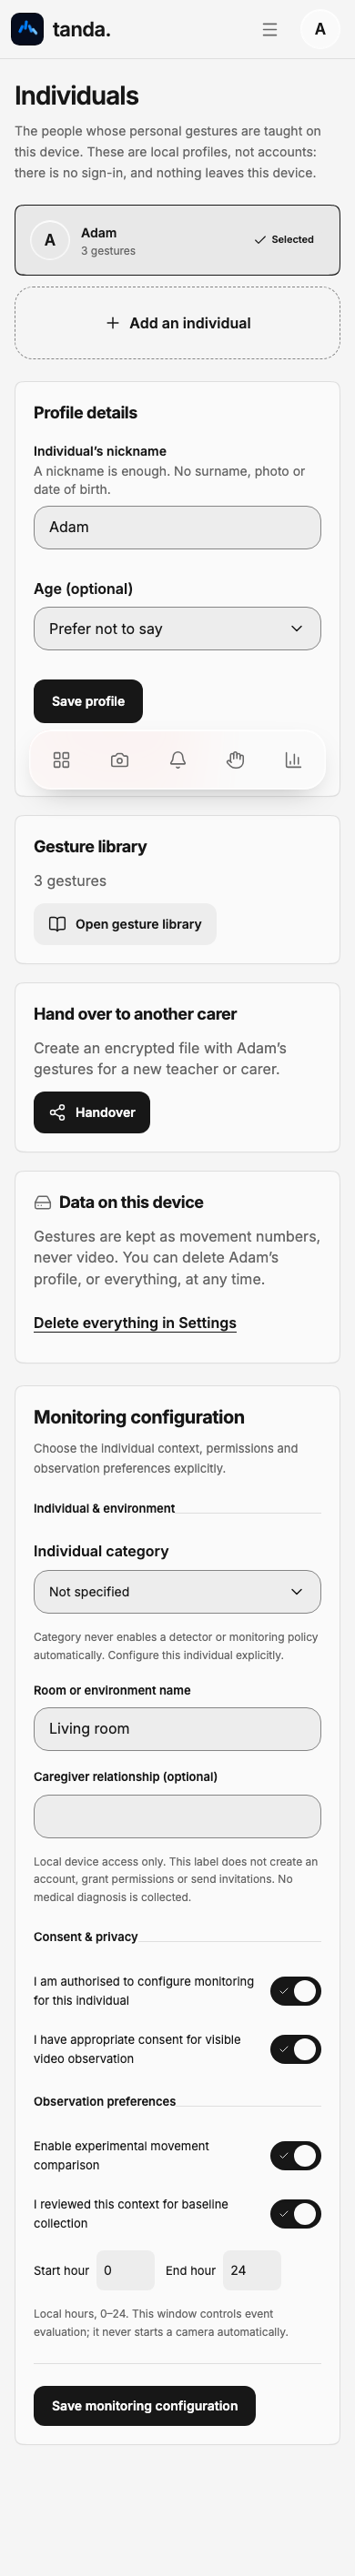 tanda.
A
Individuals
The people whose personal gestures are taught on
this device. These are local profiles, not accounts:
there is no sign-in, and nothing leaves this device.
A
Adam
3 gestures
Selected
Add an individual
Profile details
Individual’s nickname
A nickname is enough. No surname, photo or
date of birth.
Adam
Age (optional)
Prefer not to say
Save profile
Gesture library
3 gestures
Open gesture library
Hand over to another carer
Create an encrypted file with Adam’s
gestures for a new teacher or carer.
Handover
Data on this device
Gestures are kept as movement numbers,
never video. You can delete Adam’s
profile, or everything, at any time.
Delete everything in Settings
Monitoring configuration
Choose the individual context, permissions and
observation preferences explicitly.
Individual & environment
Individual category
Not specified
Category never enables a detector or monitoring policy
automatically. Configure this individual explicitly.
Room or environment name
Living room
Caregiver relationship (optional)
Local device access only. This label does not create an
account, grant permissions or send invitations. No
medical diagnosis is collected.
Consent & privacy
I am authorised to configure monitoring
for this individual
I have appropriate consent for visible
video observation
Observation preferences
Enable experimental movement
comparison
I reviewed this context for baseline
collection
Start hour 0 End hour 24
Local hours, 0–24. This window controls event
evaluation; it never starts a camera automatically.
Save monitoring configuration